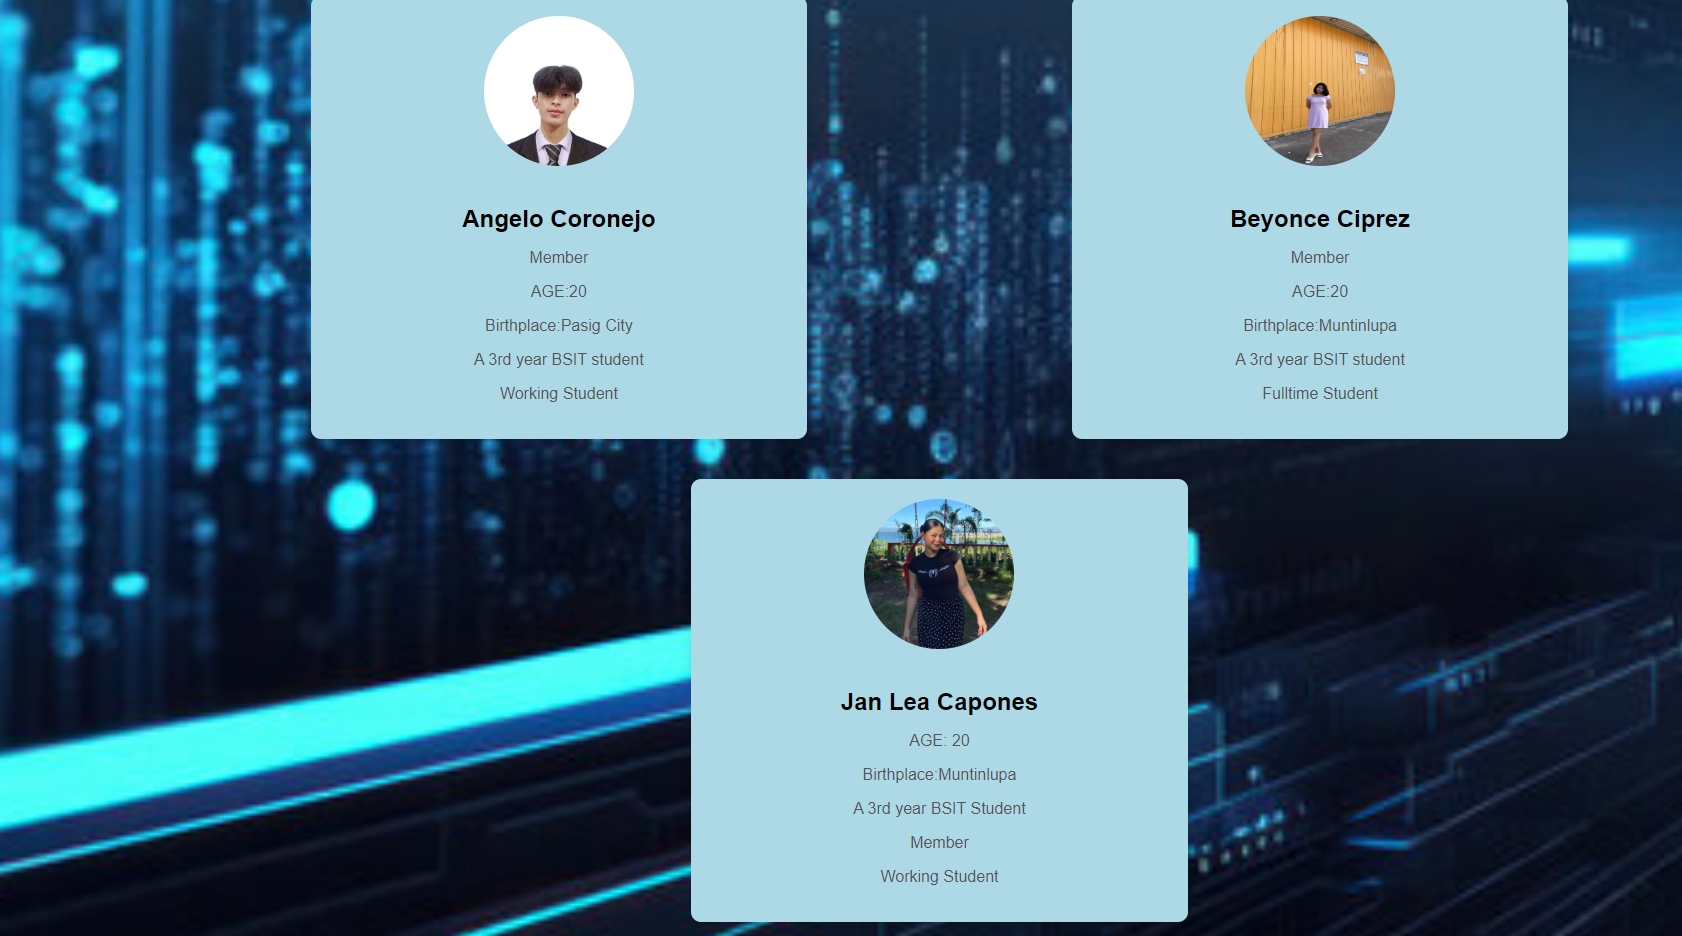 Angelo Coronejo
Member
AGE:20
Birthplace:Pasig City
A 3rd year BSIT student
Working Student
Beyonce Ciprez
Member
AGE:20
Birthplace:Muntinlupa
A 3rd year BSIT student
Fulltime Student
Jan Lea Capones
AGE: 20
Birthplace:Muntinlupa
A 3rd year BSIT Student
Member
Working Student